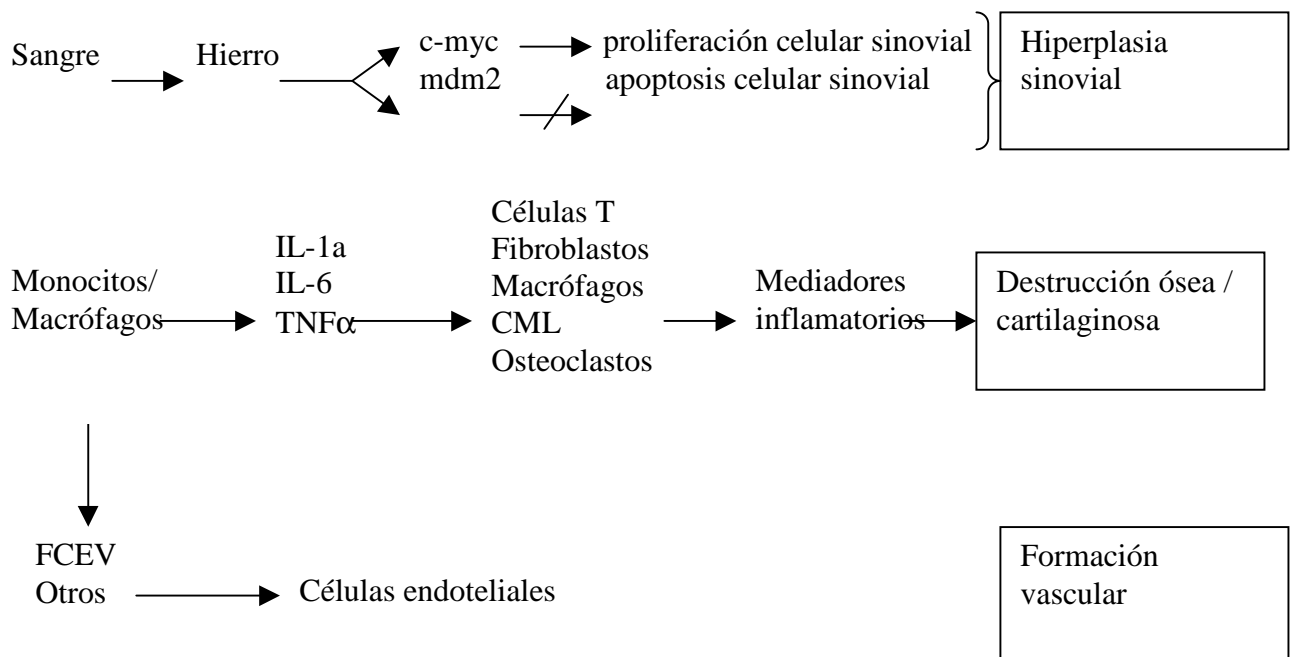 Sangre
Hierro
c-myc
mdm2
proliferación celular sinovial
apoptosis celular sinovial
Hiperplasia
sinovial
Monocitos/
Macrófagos
IL-1a
IL-6
TNFα
Células T
Fibroblastos
Macrófagos
CML
Osteoclastos
Mediadores
inflamatorios
Destrucción ósea /
cartilaginosa
FCEV
Otros
Células endoteliales
Formación
vascular